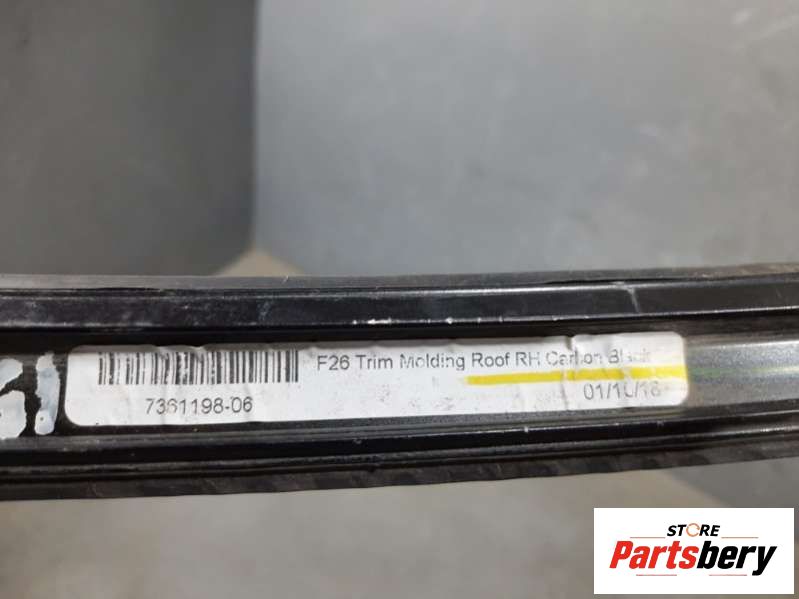 F26 Trim Molding Roof RH Carbon Black
7361198-06
STORE
Partsbery